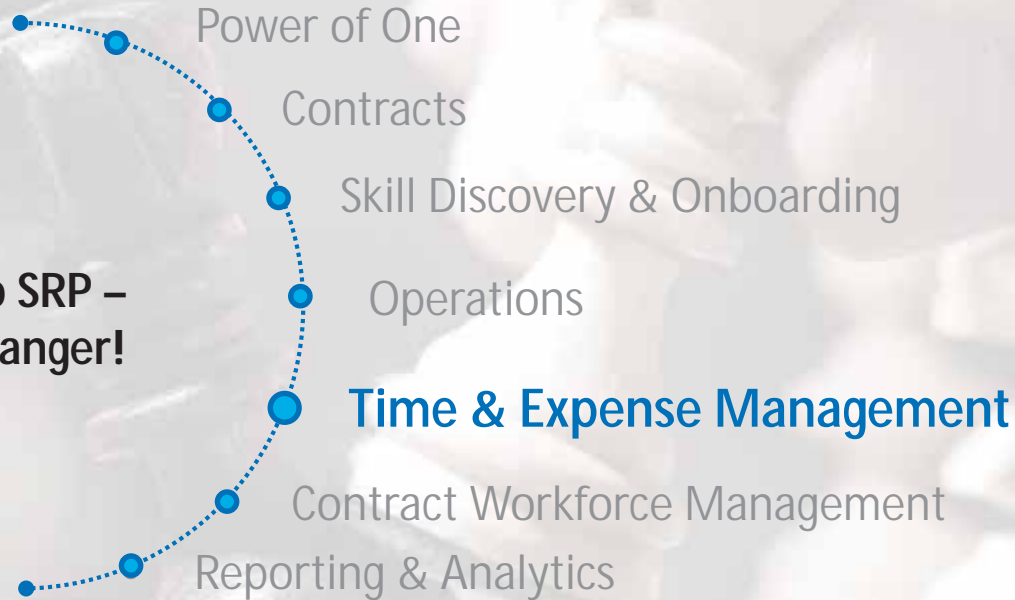 Power of One
Contracts
Skill Discovery & Onboarding
SRP –
Operations
anger!
Time & Expense Management
Contract Workforce Management
Reporting & Analytics